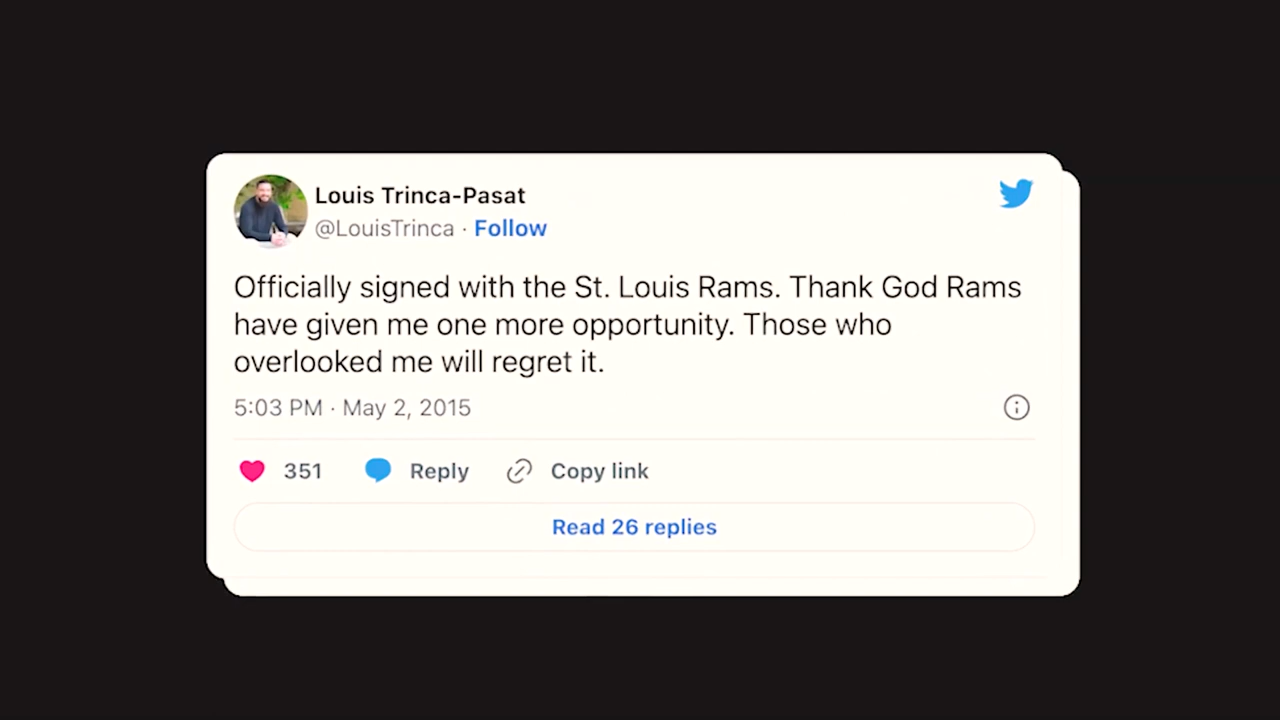 Louis Trinca-Pasat
@LouisTrinca · Follow
Officially signed with the St. Louis Rams. Thank God Rams
have given me one more opportunity. Those who
overlooked me will regret it.
5:03 PM · May 2, 2015
351 Reply Copy link
Read 26 replies